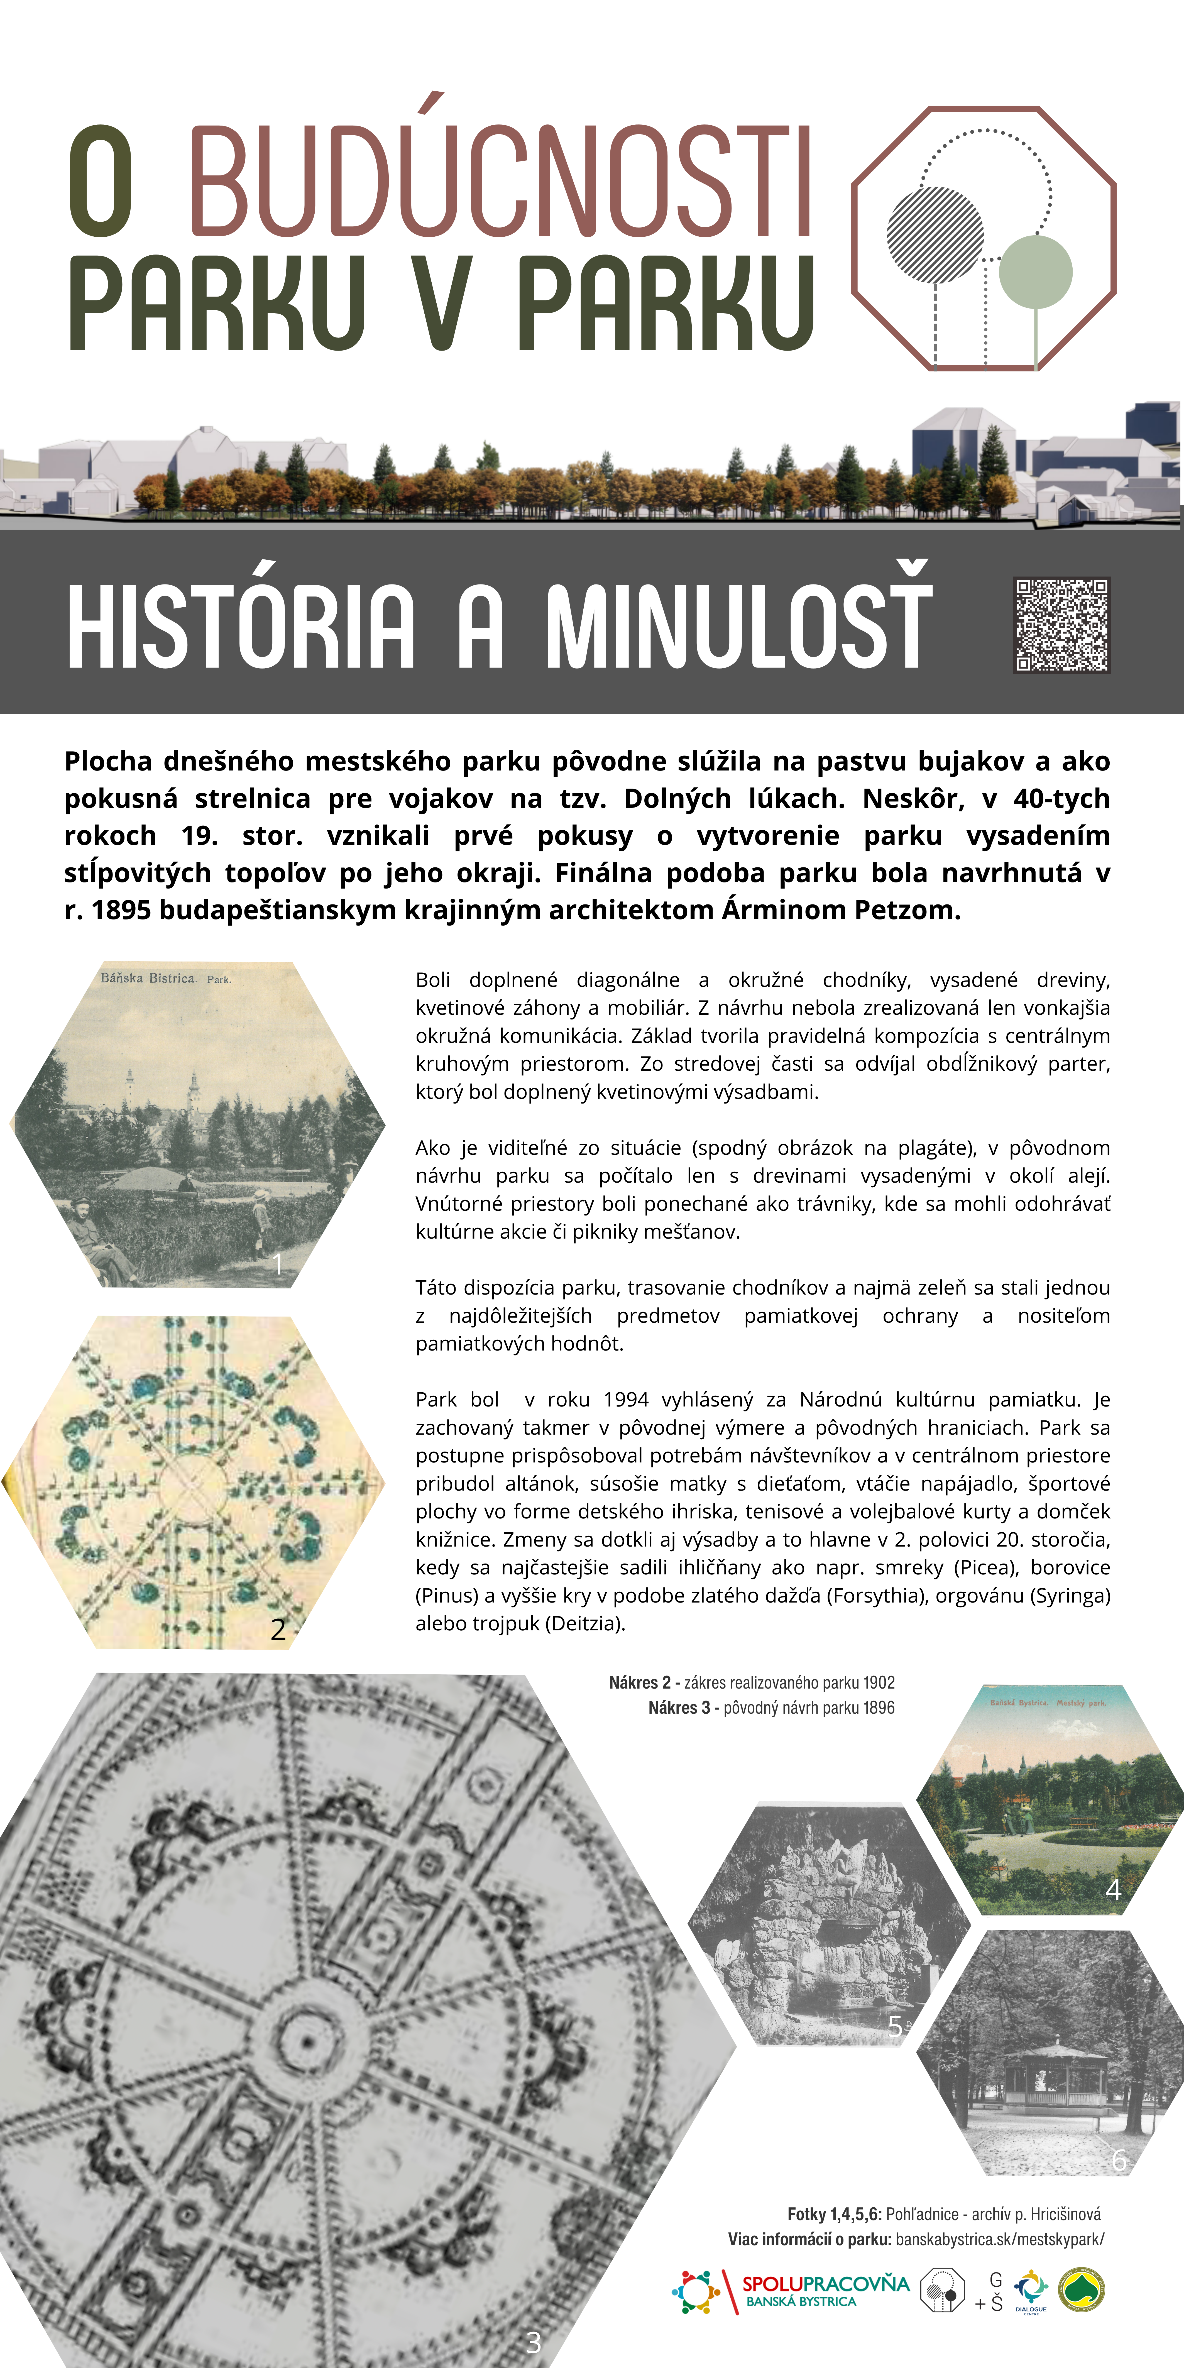 O BUDÚCNOSTI
PARKU V PARKU
HISTÓRIA A MINULOSŤ
Plocha dnešného mestského parku pôvodne slúžila na pastvu bujakov a ako
pokusná strelnica pre vojakov na tzv. Dolných lúkach. Neskôr, v 40-tych
rokoch 19. stor. vznikali prvé pokusy o vytvorenie parku vysadením
stĺpovitých topoľov po jeho okraji. Finálna podoba parku bola navrhnutá v
r. 1895 budapeštianskym krajinným architektom Árminom Petzom.
Báňska Bistrica. Park.
1
Boli doplnené diagonálne a okružné chodníky, vysadené dreviny,
kvetinové záhony a mobiliár. Z návrhu nebola zrealizovaná len vonkajšia
okružná komunikácia. Základ tvorila pravidelná kompozícia s centrálnym
kruhovým priestorom. Zo stredovej časti sa odvíjal obdĺžnikový parter,
ktorý bol doplnený kvetinovými výsadbami.
Ako je viditeľné zo situácie (spodný obrázok na plagáte), v pôvodnom
návrhu parku sa počítalo len s drevinami vysadenými v okolí alejí.
Vnútorné priestory boli ponechané ako trávniky, kde sa mohli odohrávať
kultúrne akcie či pikniky mešťanov.
Táto dispozícia parku, trasovanie chodníkov a najmä zeleň sa stali jednou
z najdôležitejších predmetov pamiatkovej ochrany a nositeľom
pamiatkových hodnôt.
Park bol v roku 1994 vyhlásený za Národnú kultúrnu pamiatku. Je
zachovaný takmer v pôvodnej výmere a pôvodných hraniciach. Park sa
postupne prispôsoboval potrebám návštevníkov a v centrálnom priestore
pribudol altánok, súsošie matky s dieťaťom, vtáčie napájadlo, športové
plochy vo forme detského ihriska, tenisové a volejbalové kurty a domček
knižnice. Zmeny sa dotkli aj výsadby a to hlavne v 2. polovici 20. storočia,
kedy sa najčastejšie sadili ihličňany ako napr. smreky (Picea), borovice
(Pinus) a vyššie kry v podobe zlatého dažďa (Forsythia), orgovánu (Syringa)
alebo trojpuk (Deitzia).
2
Nákres 2 - zákres realizovaného parku 1902
Nákres 3 - pôvodný návrh parku 1896
Baňská Bystrica. Mestský park.
4
5
6
3
Fotky 1,4,5,6: Pohľadnice - archív p. Hricišinová
Viac informácií o parku: banskabystrica.sk/mestskypark/
SPOLUPRACOVŇA
BANSKÁ BYSTRICA
G
+ Š
DIALOGUE